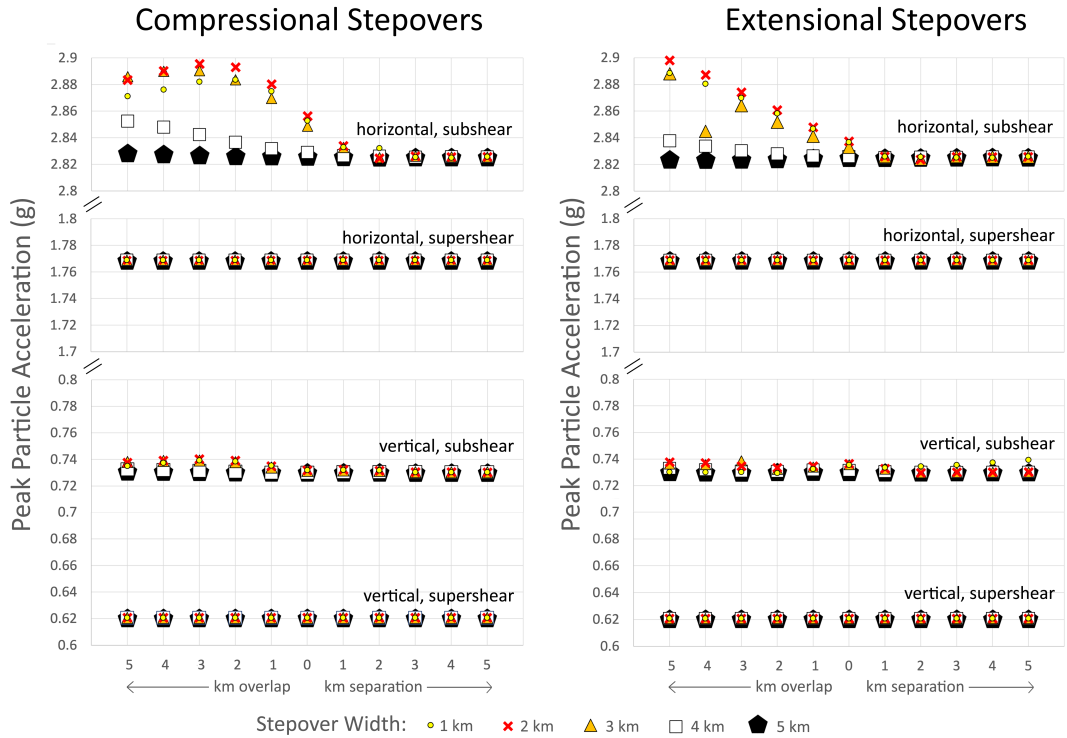 Compressional Stepovers
Extensional Stepovers
Peak Particle Acceleration (g)
2.9
2.88
2.86
2.84
2.82
2.8
horizontal, subshear
1.8
1.78
1.76
1.74
1.72
1.7
horizontal, supershear
0.8
0.78
0.76
0.74
0.72
0.7
0.68
0.66
0.64
0.62
0.6
vertical, subshear
vertical, supershear
5 4 3 2 1 0 1 2 3 4 5
km overlap km separation
Peak Particle Acceleration (g)
2.9
2.88
2.86
2.84
2.82
2.8
horizontal, subshear
1.8
1.78
1.76
1.74
1.72
1.7
horizontal, supershear
0.8
0.78
0.76
0.74
0.72
0.7
0.68
0.66
0.64
0.62
0.6
vertical, subshear
vertical, supershear
5 4 3 2 1 0 1 2 3 4 5
km overlap km separation
Stepover Width: 1 km 2 km 3 km 4 km 5 km